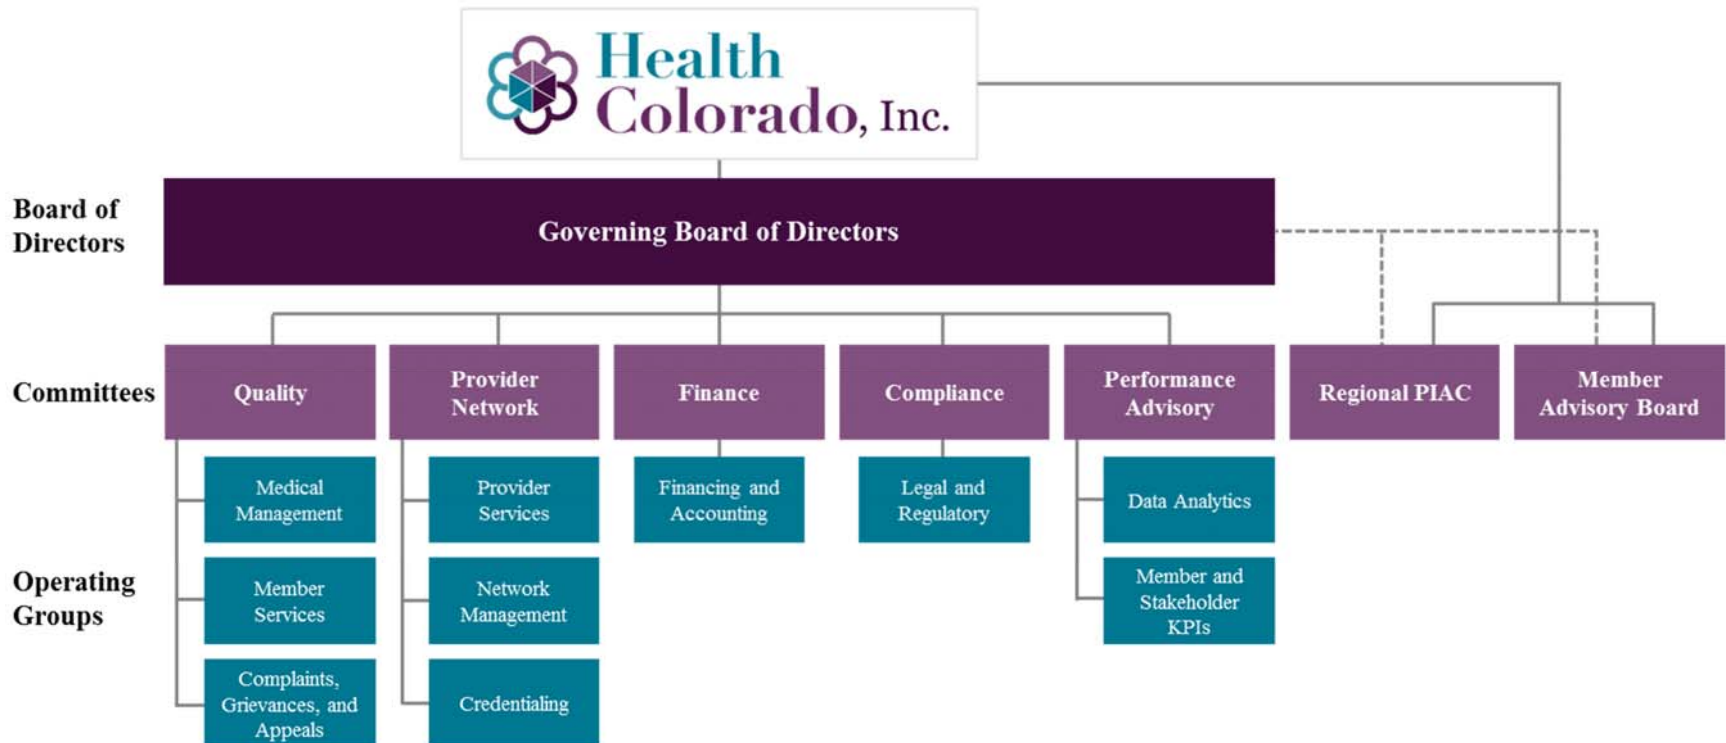 Health
Colorado, Inc.
Board of
Directors
Governing Board of Directors
Committees
Quality
Provider
Network
Finance
Compliance
Performance
Advisory
Regional PIAC
Member
Advisory Board
Operating
Groups
Medical
Management
Member
Services
Complaints,
Grievances, and
Appeals
Provider
Services
Network
Management
Credentialing
Financing and
Accounting
Legal and
Regulatory
Data Analytics
Member and
Stakeholder
KPIs